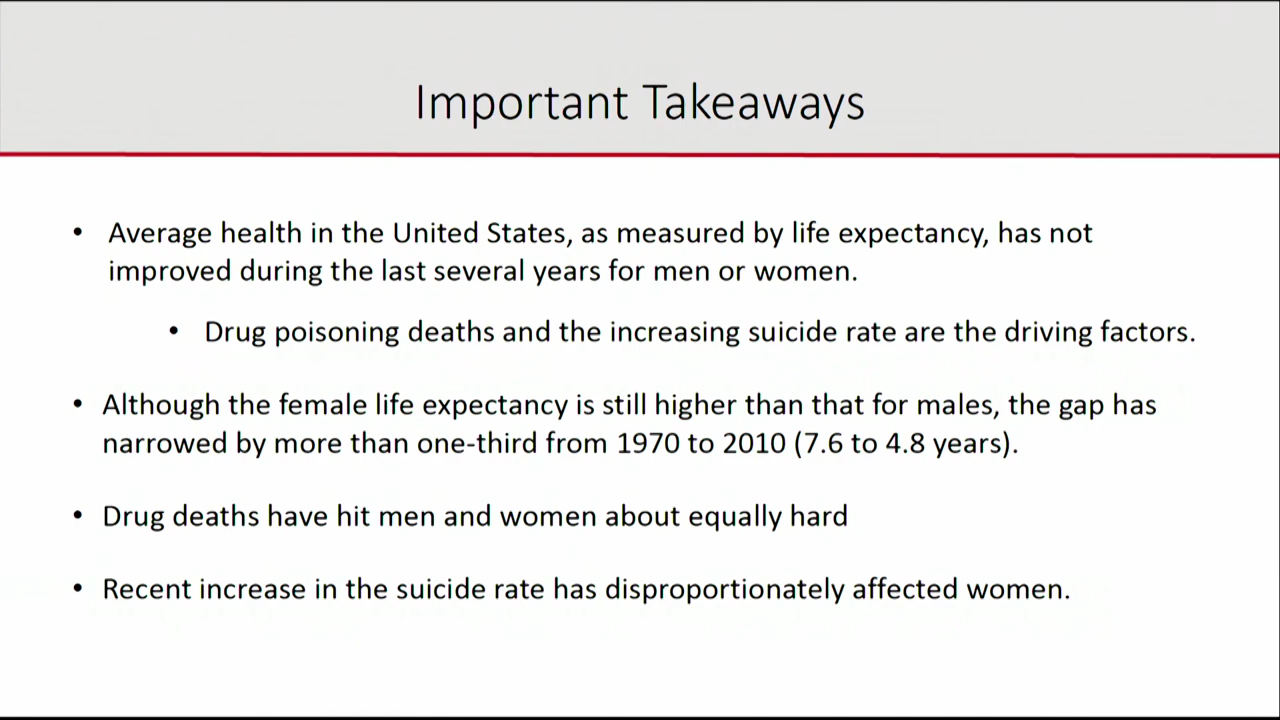 Important Takeaways
• Average health in the United States, as measured by life expectancy, has not
improved during the last several years for men or women.
• Drug poisoning deaths and the increasing suicide rate are the driving factors.
• Although the female life expectancy is still higher than that for males, the gap has
narrowed by more than one-third from 1970 to 2010 (7.6 to 4.8 years).
• Drug deaths have hit men and women about equally hard
• Recent increase in the suicide rate has disproportionately affected women.